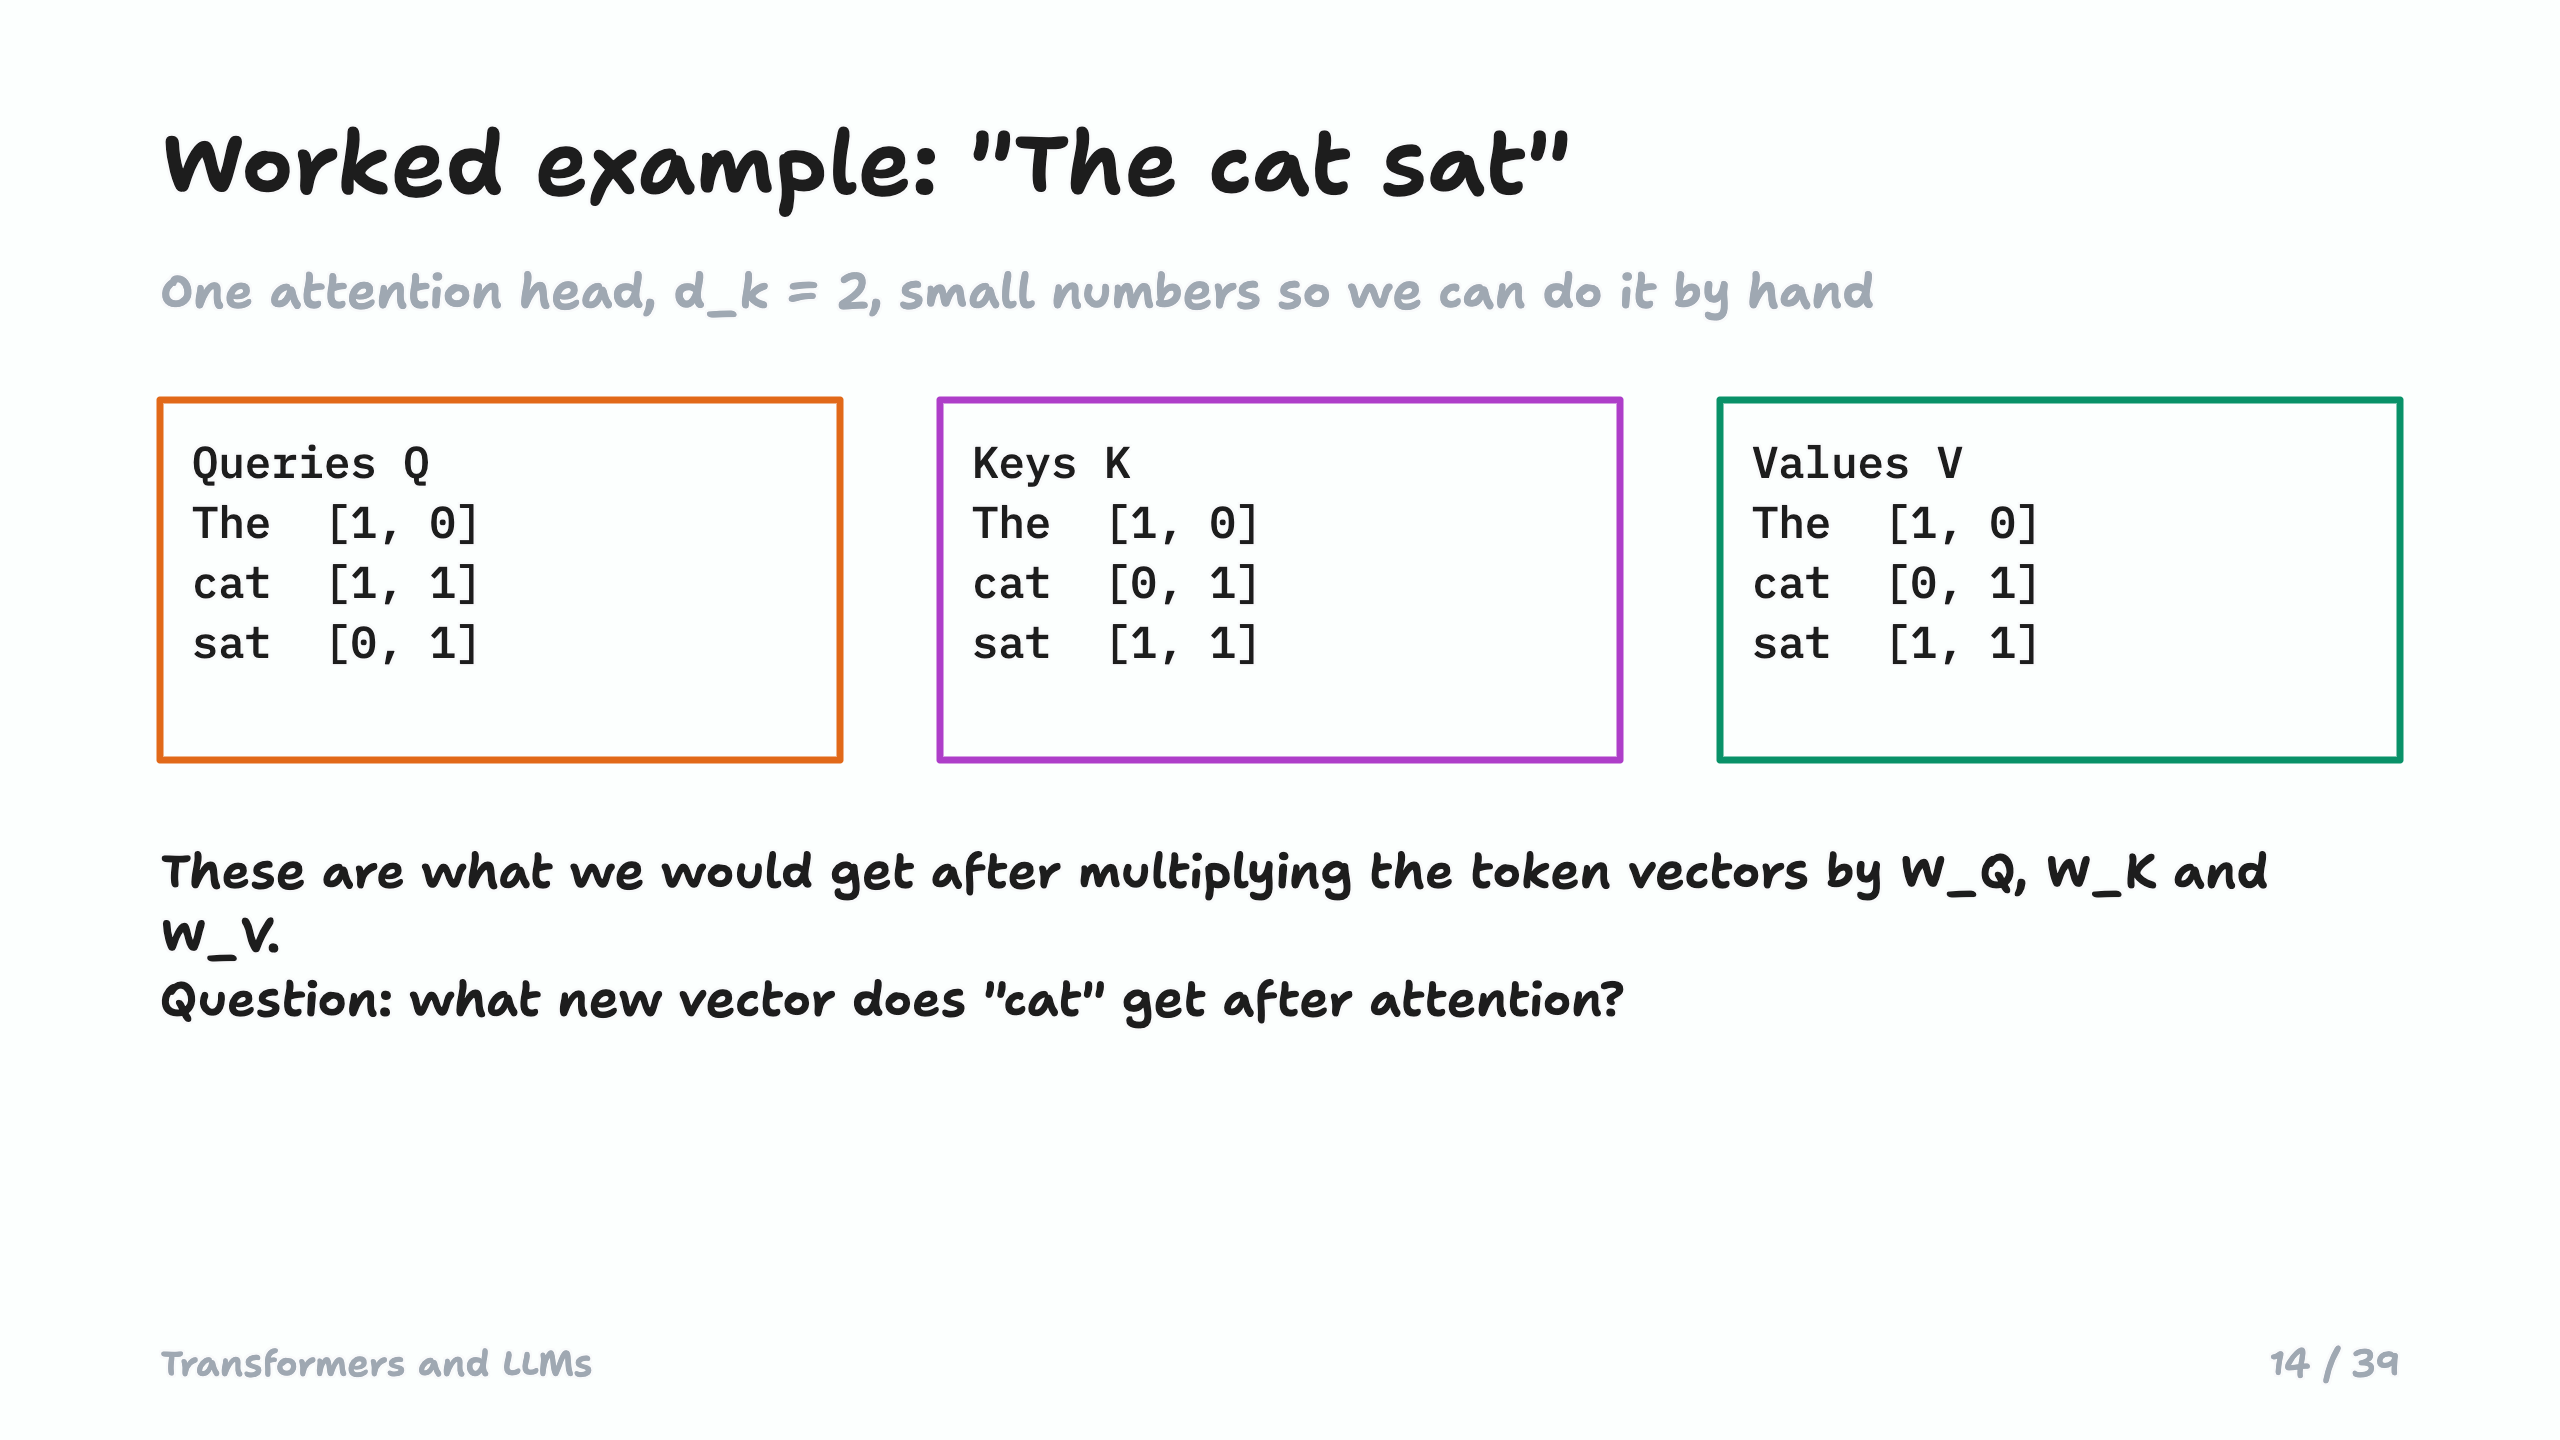 Worked example: "The cat sat"
One attention head, d_k = 2, small numbers so we can do it by hand
Queries Q
The  [1, 0]
cat  [1, 1]
sat  [0, 1]
Keys K
The  [1, 0]
cat  [0, 1]
sat  [1, 1]
Values V
The  [1, 0]
cat  [0, 1]
sat  [1, 1]
These are what we would get after multiplying the token vectors by W_Q, W_K and
W_V.
Question: what new vector does "cat" get after attention?
Transformers and LLMs
14 / 39